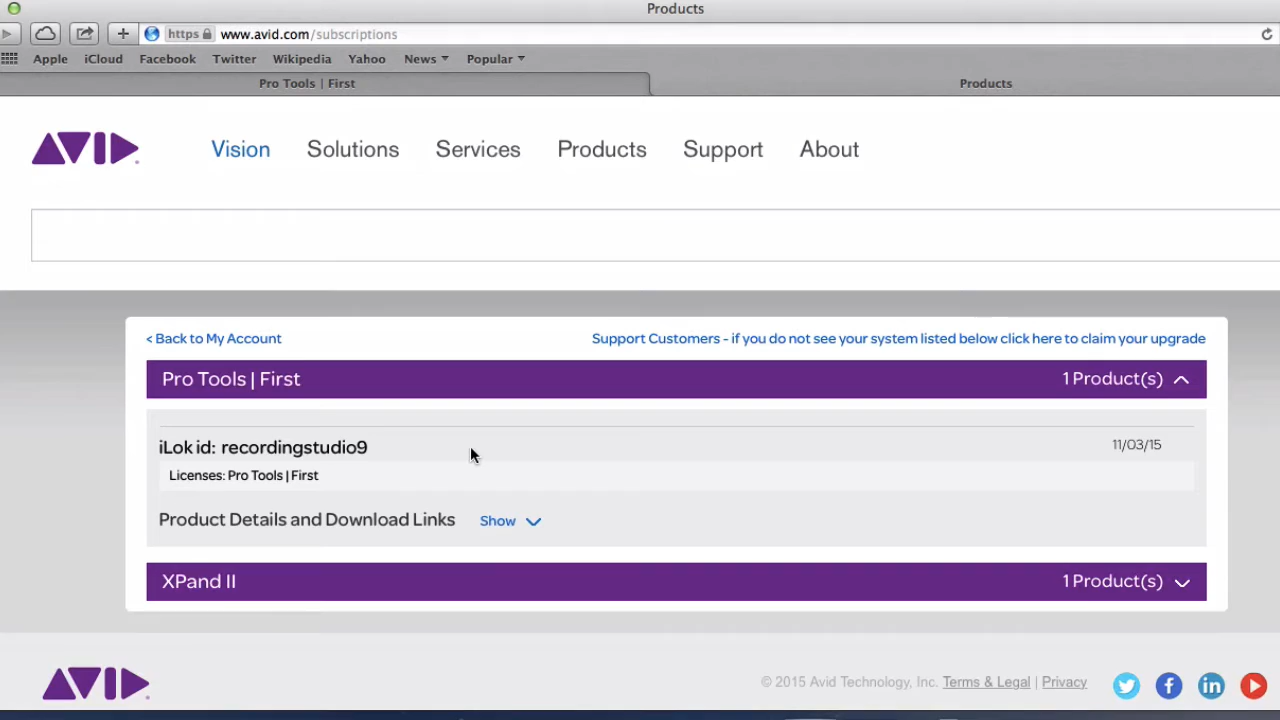 Products
https www.avid.com/subscriptions
Apple iCloud Facebook Twitter Wikipedia Yahoo News Popular
Pro Tools | First Products
AVID Vision Solutions Services Products Support About
< Back to My Account Support Customers - if you do not see your system listed below click here to claim your upgrade
Pro Tools | First 1 Product(s)
iLok id: recordingstudio9 11/03/15
Licenses: Pro Tools | First
Product Details and Download Links Show
XPand II 1 Product(s)
AVID © 2015 Avid Technology, Inc. Terms & Legal | Privacy